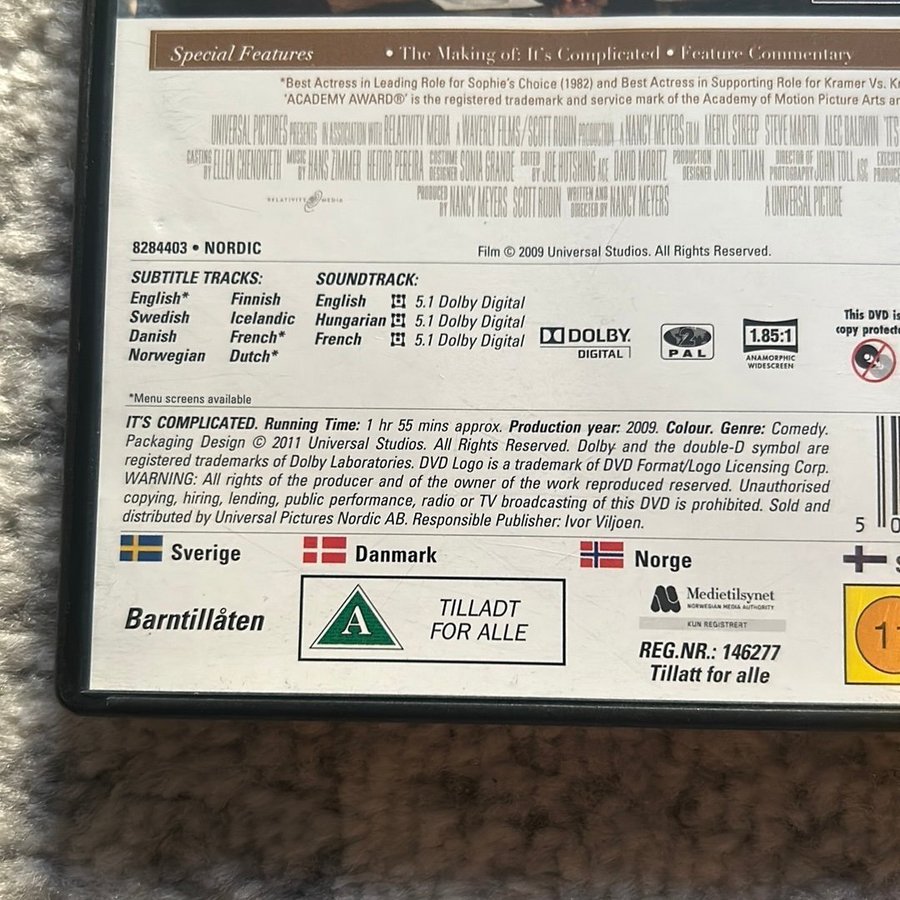 Special Features • The Making of: It's Complicated • Feature Commentary
*Best Actress in Leading Role for Sophie's Choice (1982) and Best Actress in Supporting Role for Kramer Vs.
'ACADEMY AWARD®' is the registered trademark and service mark of the Academy of Motion Picture Arts
UNIVERSAL PICTURES PRESENTS IN ASSOCIATION WITH RELATIVITY MEDIA A WAVERLY FILMS/SCOTT RUDIN PRODUCTION A NANCY MEYERS FILM MERYL STREEP STEVE MARTIN ALEC BALDWIN "IT'S
CASTING BY ELLEN CHENOWETH MUSIC BY HANS ZIMMER HEITOR PEREIRA COSTUME DESIGNER SONIA GRANDE EDITED BY JOE HUTSHING ACE DAVID MORITZ PRODUCTION DESIGNER JON HUTMAN DIRECTOR OF PHOTOGRAPHY JOHN TOLL ASC
RELATIVITY MEDIA PRODUCED BY NANCY MEYERS SCOTT RUDIN WRITTEN AND DIRECTED BY NANCY MEYERS A UNIVERSAL PICTURE
8284403 • NORDIC Film © 2009 Universal Studios. All Rights Reserved.
SUBTITLE TRACKS: SOUNDTRACK:
English* Finnish English 5.1 Dolby Digital
Swedish Icelandic Hungarian 5.1 Dolby Digital
Danish French* French 5.1 Dolby Digital
Norwegian Dutch*
DOLBY
DIGITAL
2
PAL
1.85:1
ANAMORPHIC
WIDESCREEN
This DVD is
copy protected
*Menu screens available
IT'S COMPLICATED. Running Time: 1 hr 55 mins approx. Production year: 2009. Colour. Genre: Comedy.
Packaging Design © 2011 Universal Studios. All Rights Reserved. Dolby and the double-D symbol are
registered trademarks of Dolby Laboratories. DVD Logo is a trademark of DVD Format/Logo Licensing Corp.
WARNING: All rights of the producer and of the owner of the work reproduced reserved. Unauthorised
copying, hiring, lending, public performance, radio or TV broadcasting of this DVD is prohibited. Sold and
distributed by Universal Pictures Nordic AB. Responsible Publisher: Ivor Viljoen.
5 0
Sverige Danmark Norge S
Barntillåten
A TILLADT
FOR ALLE
Medietilsynet
NORWEGIAN MEDIA AUTHORITY
KUN REGISTRERT
REG.NR.: 146277
Tillatt for alle
11